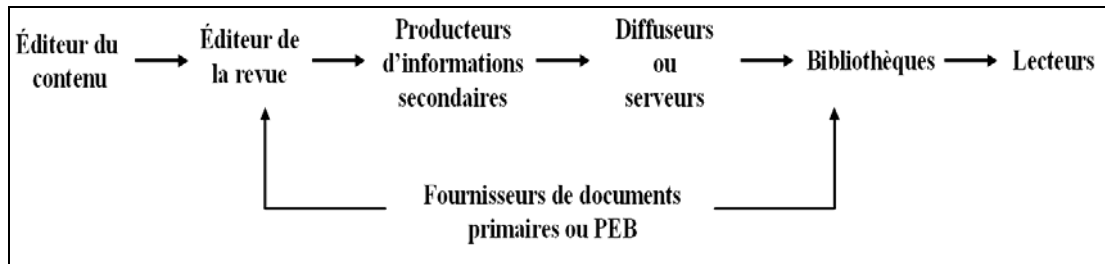 Éditeur du
contenu
Éditeur de
la revue
Producteurs
d'informations
secondaires
Diffuseurs
ou
serveurs
Bibliothèques
Lecteurs
Fournisseurs de documents
primaires ou PEB